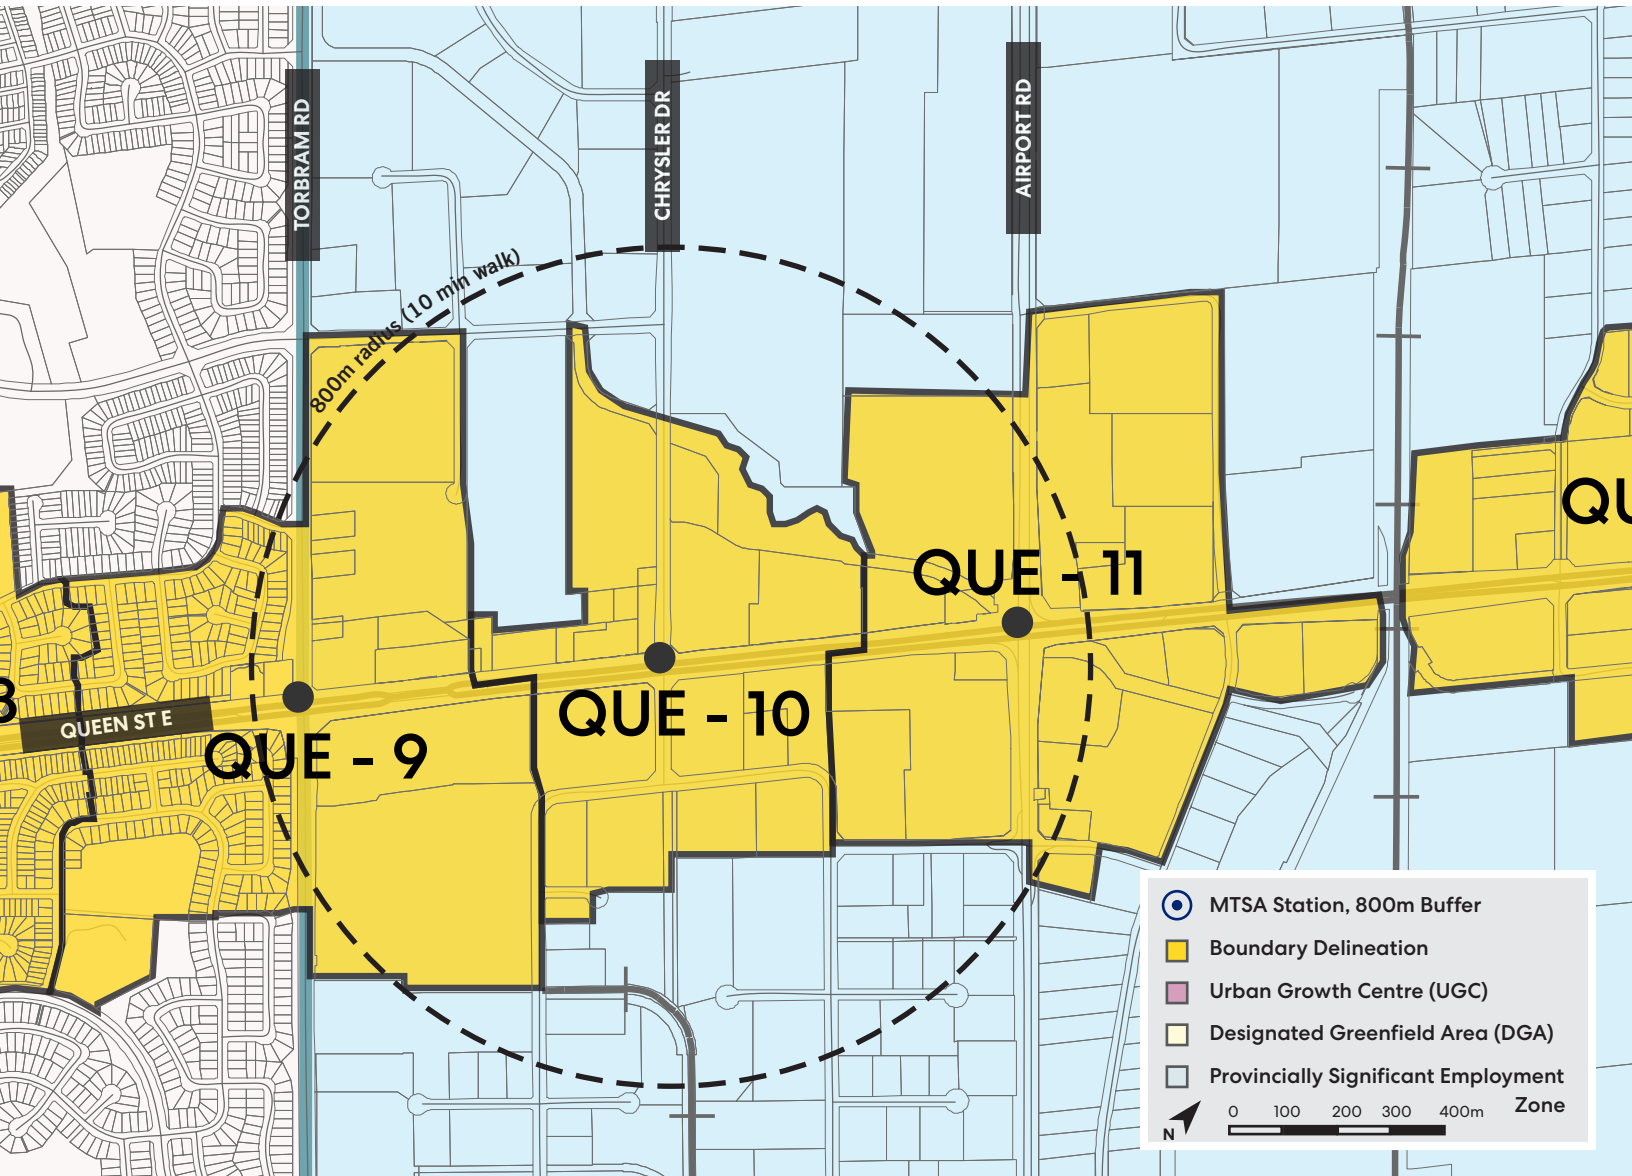 TORBRAM RD
CHRYSLER DR
AIRPORT RD
800m radius (10 min walk)
QU
QUE - 11
3
QUEEN ST E
QUE - 10
QUE - 9
MTSA Station, 800m Buffer
Boundary Delineation
Urban Growth Centre (UGC)
Designated Greenfield Area (DGA)
Provincially Significant Employment
Zone
N
0 100 200 300 400m